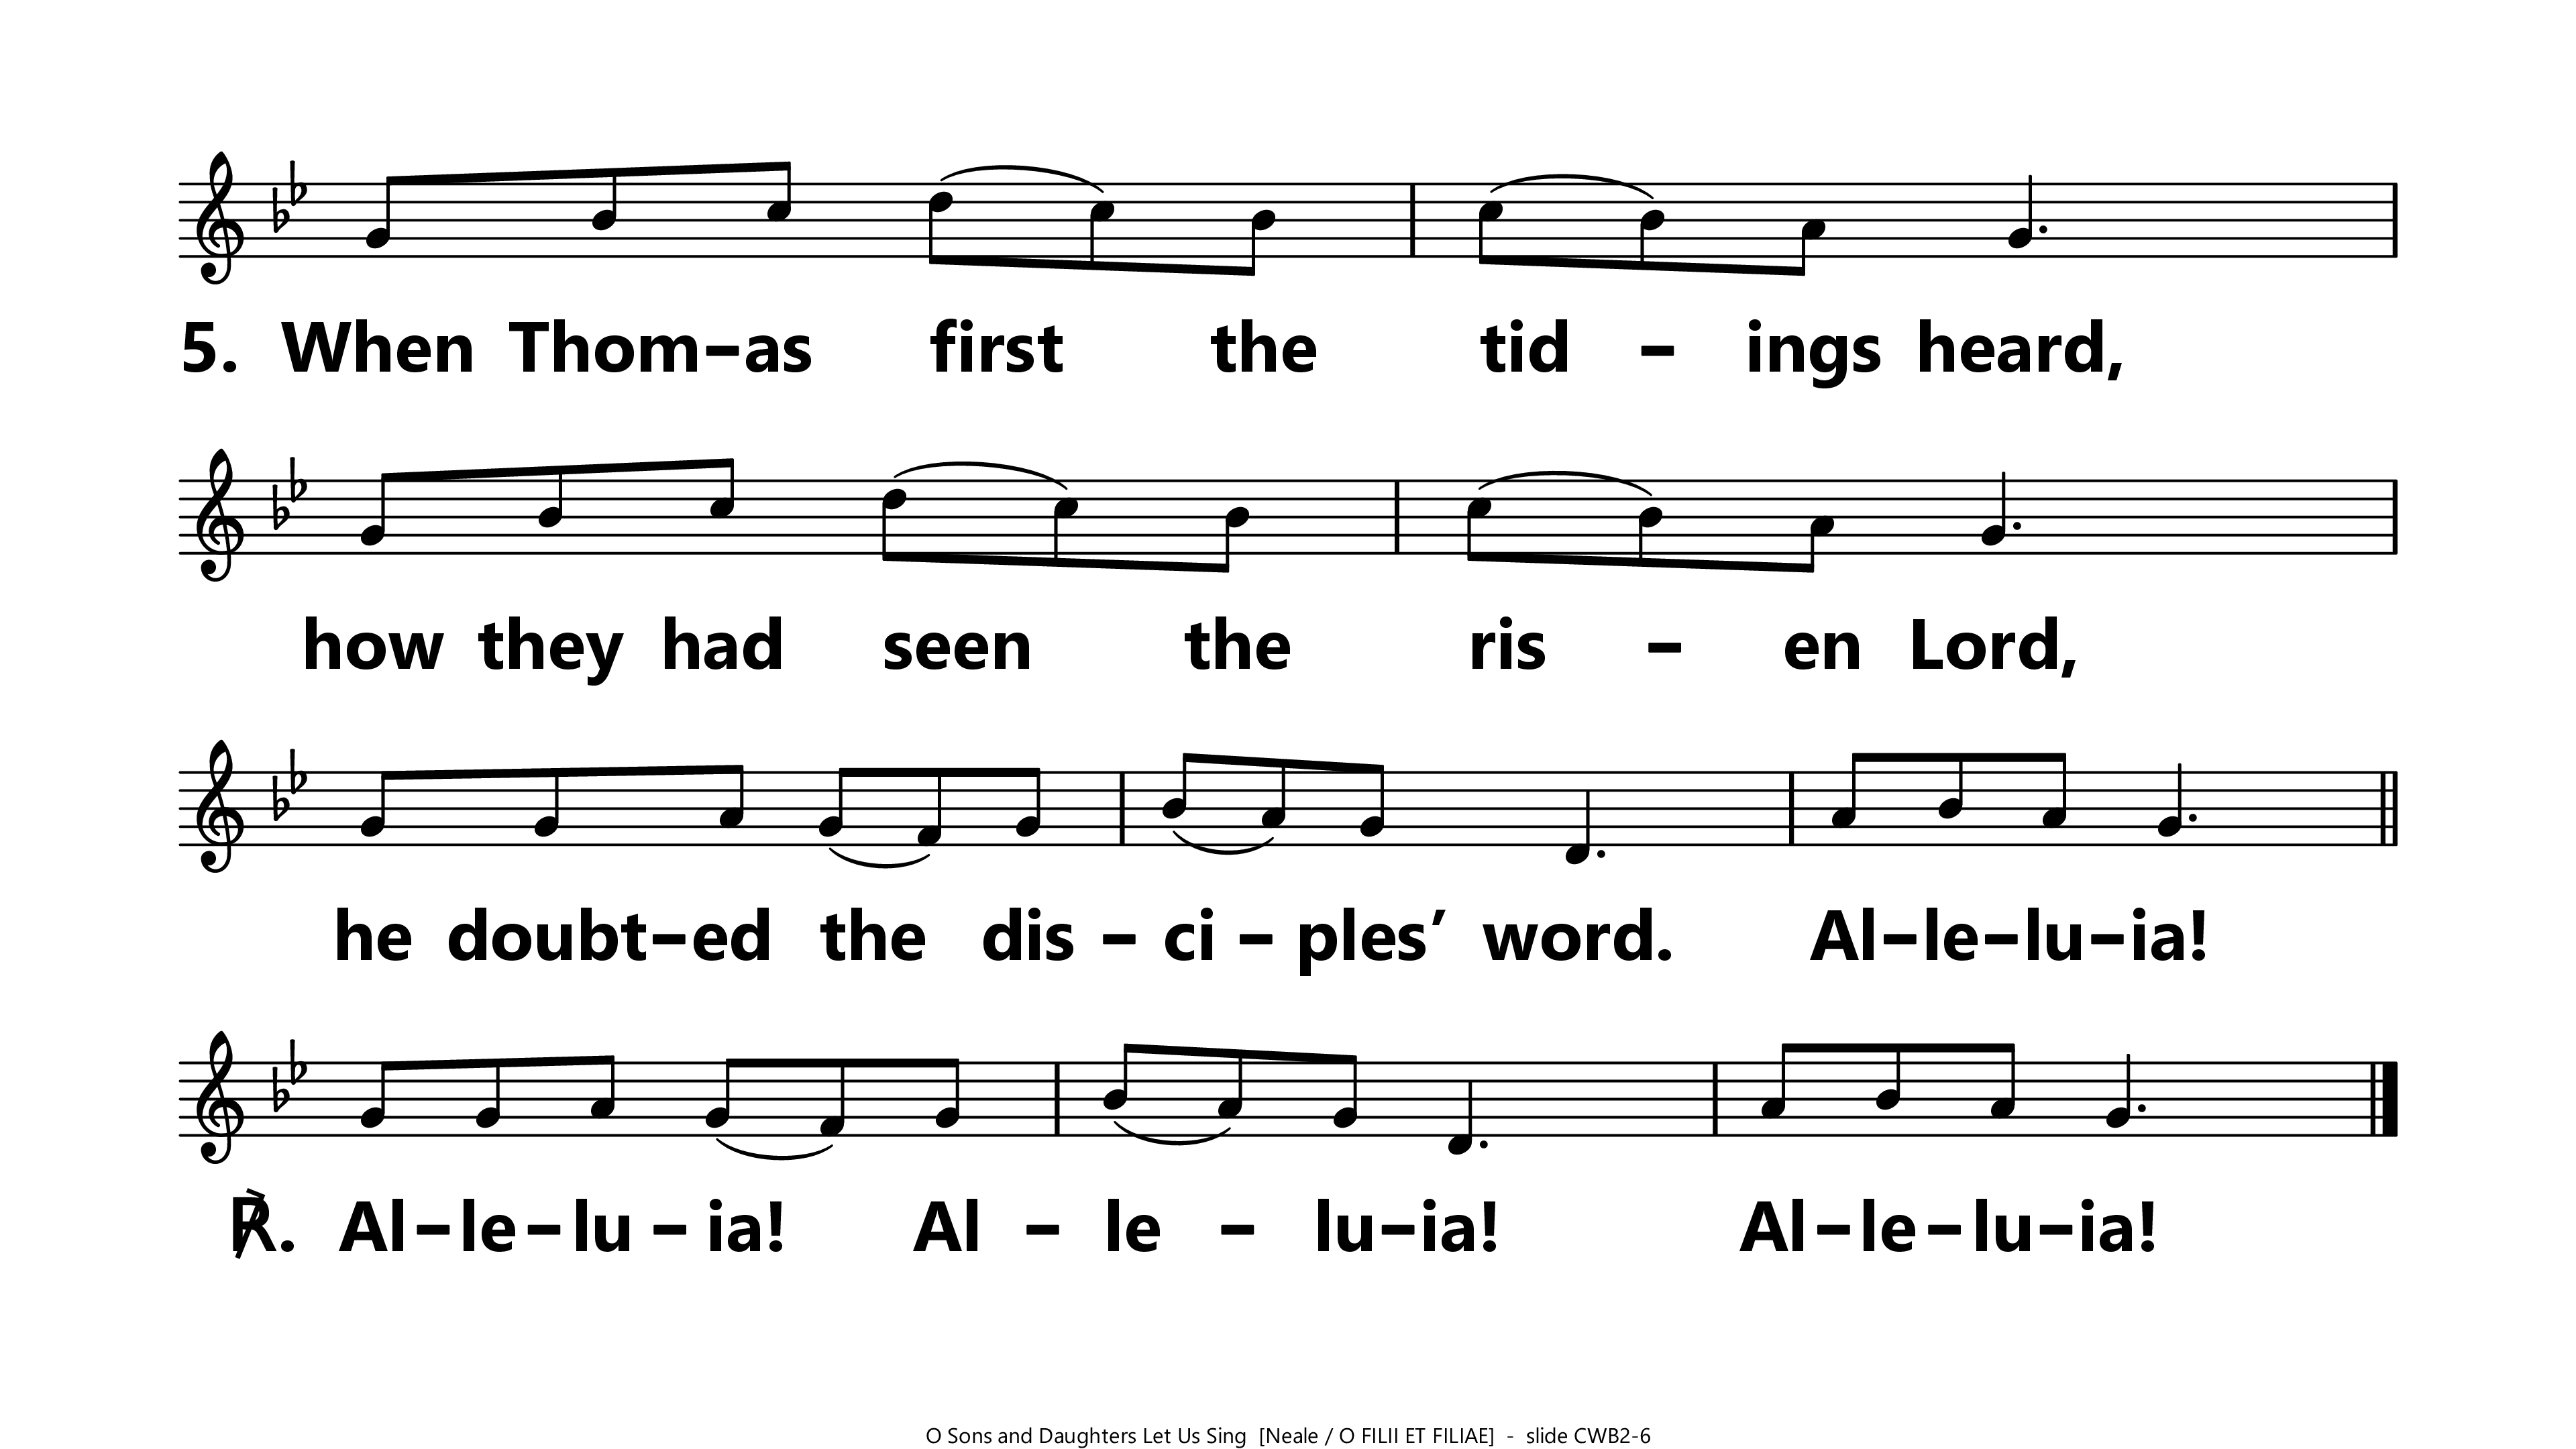 5. When Thom–as first the tid – ings heard,
how they had seen the ris – en Lord,
he doubt–ed the dis – ci – ples’ word. Al–le–lu–ia!
℟. Al–le–lu – ia! Al – le – lu–ia! Al–le–lu–ia!
O Sons and Daughters Let Us Sing [Neale / O FILII ET FILIAE] - slide CWB2-6